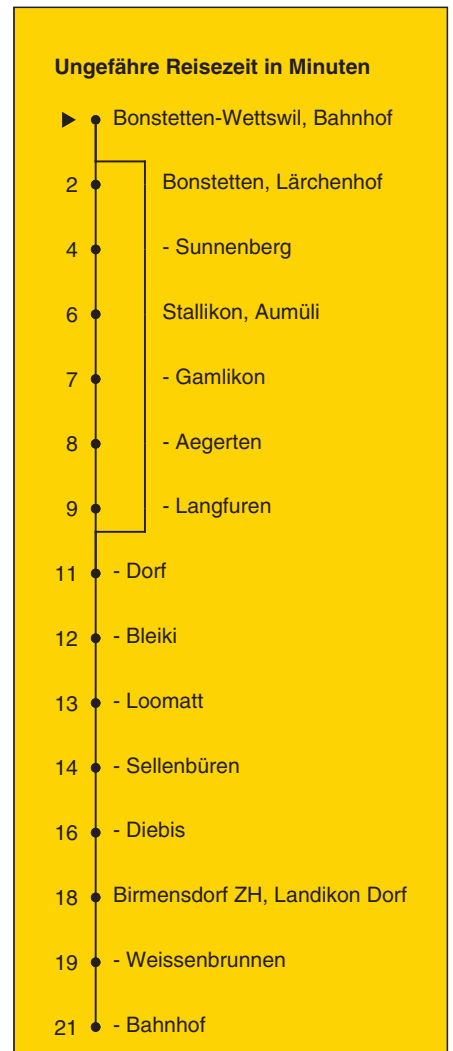 Ungefähre Reisezeit in Minuten
Bonstetten-Wettswil, Bahnhof
2 Bonstetten, Lärchenhof
4 - Sunnenberg
6 Stallikon, Aumüli
7 - Gamlikon
8 - Aegerten
9 - Langfuren
11 - Dorf
12 - Bleiki
13 - Loomatt
14 - Sellenbüren
16 - Diebis
18 Birmensdorf ZH, Landikon Dorf
19 - Weissenbrunnen
21 - Bahnhof